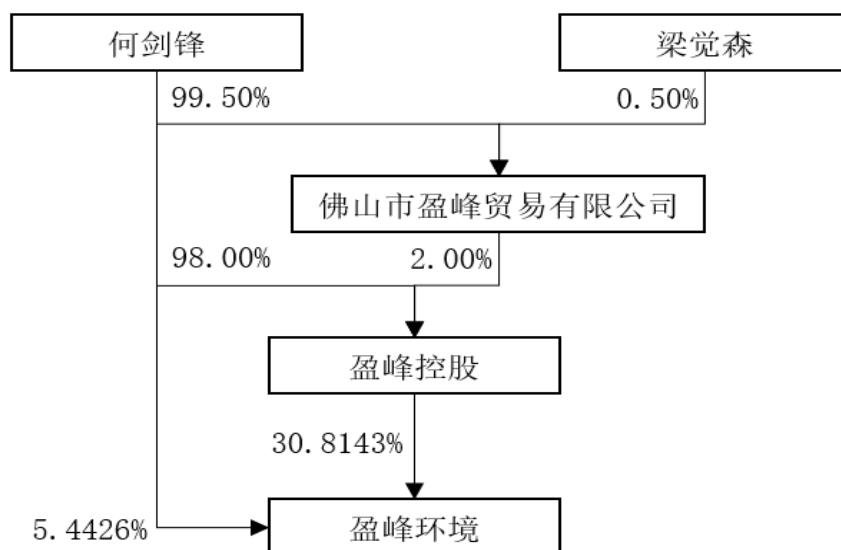 何剑锋
梁觉森
99.50%
0.50%
佛山市盈峰贸易有限公司
98.00%
2.00%
盈峰控股
30.8143%
5.4426%
盈峰环境